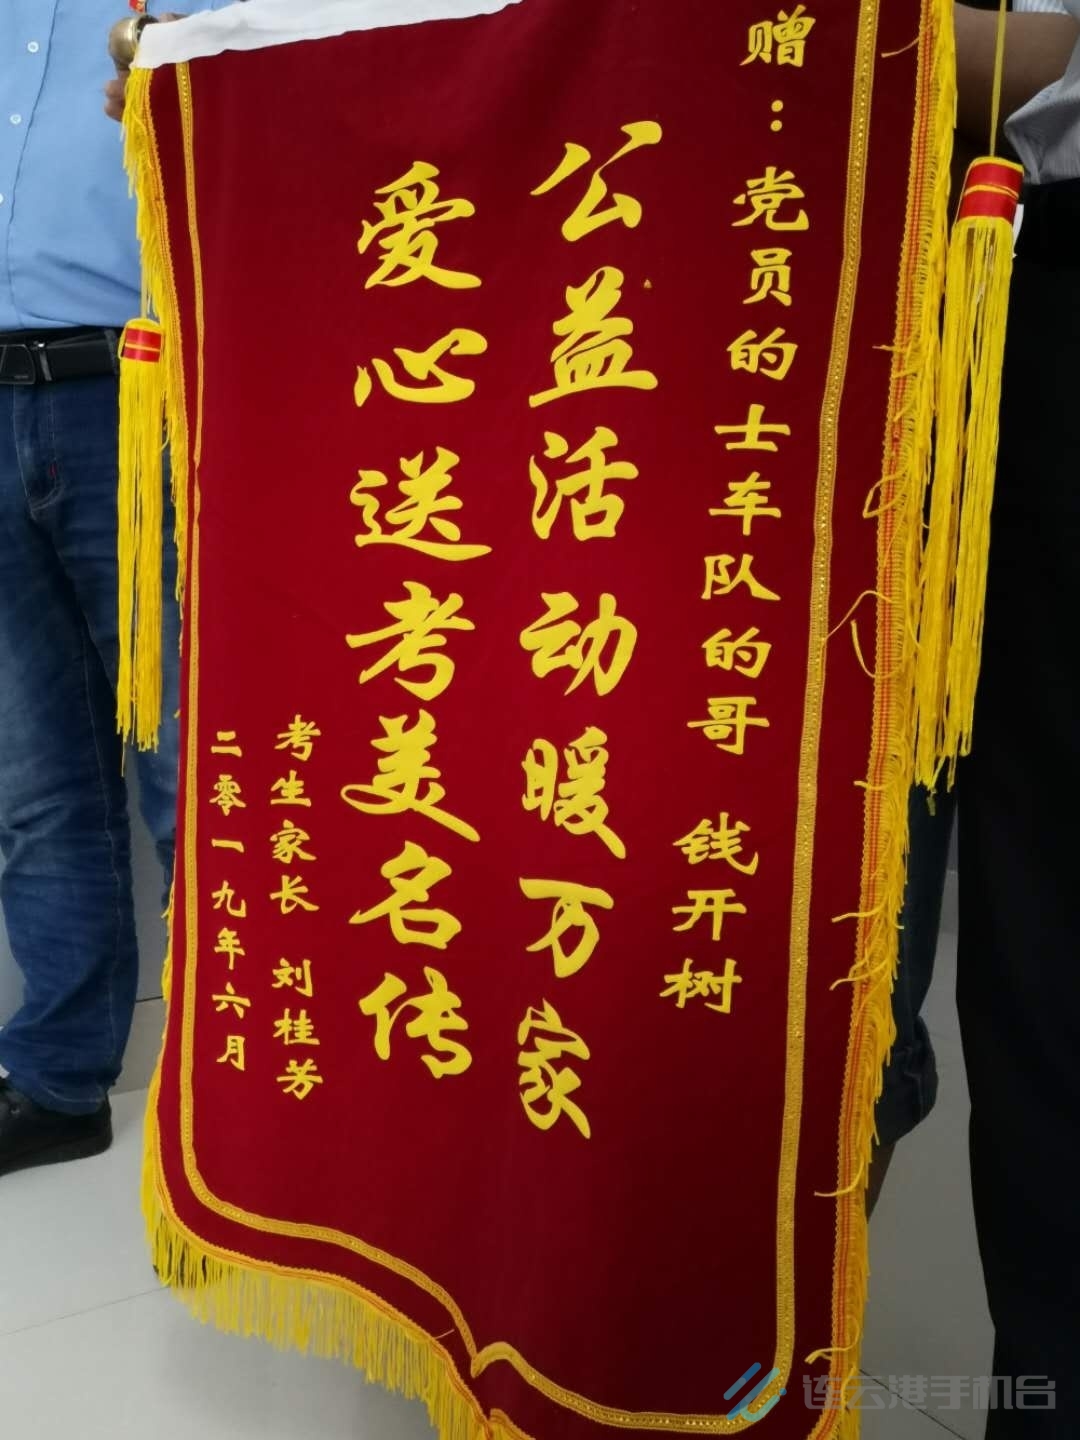 赠：党员的士车队的哥 钱开树
公益活动暖万家
爱心送考美名传
考生家长 刘桂芳
二零一九年六月
连云港手机台